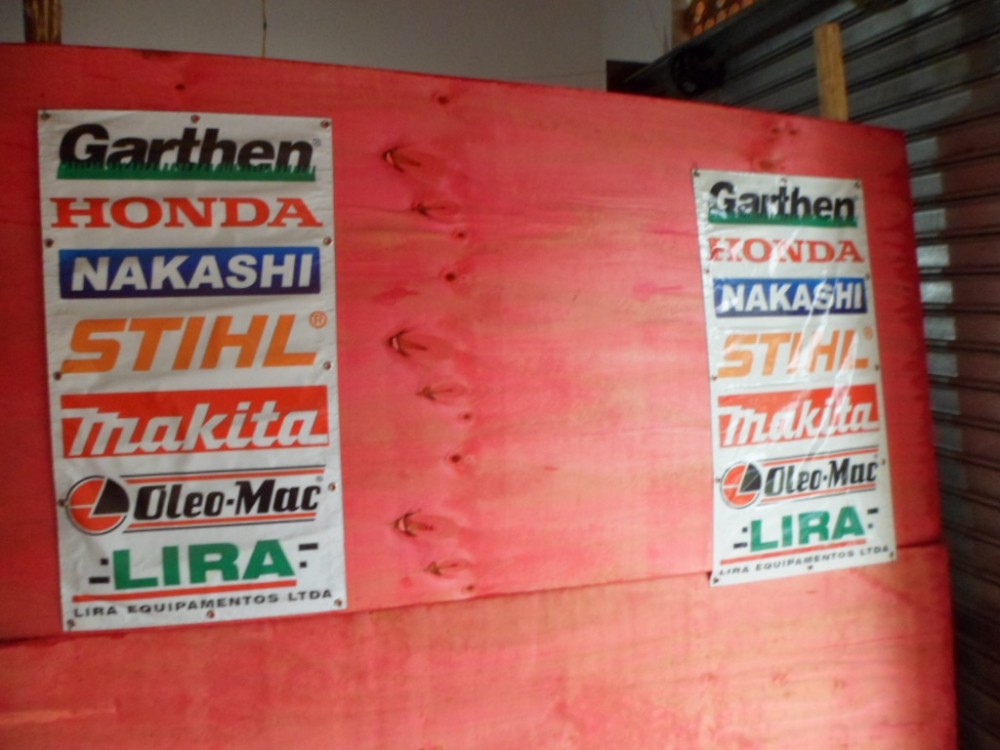 Garthen
HONDA
NAKASHI
STIHL®
makita
Oleo-Mac
LIRA
LIRA EQUIPAMENTOS LTDA
Garthen
HONDA
NAKASHI
STIHL®
makita
Oleo-Mac
LIRA
LIRA EQUIPAMENTOS LTDA